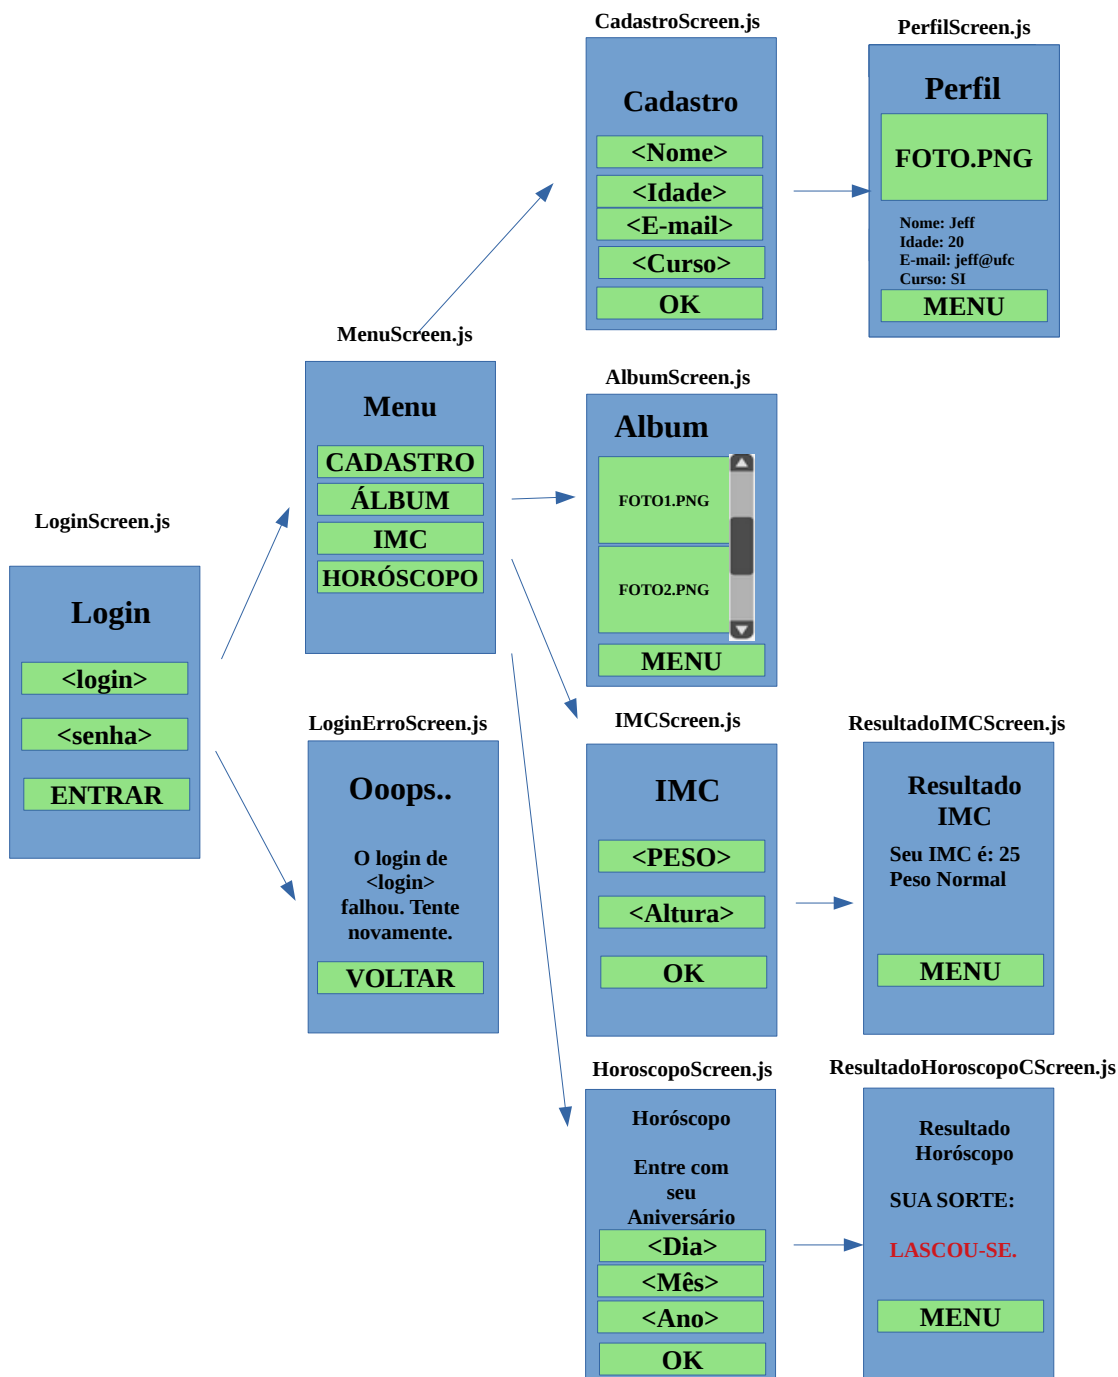 CadastroScreen.js
Cadastro
<Nome>
<Idade>
<E-mail>
<Curso>
OK
PerfilScreen.js
Perfil
FOTO.PNG
Nome: Jeff
Idade: 20
E-mail: jeff@ufc
Curso: SI
MENU
MenuScreen.js
Menu
CADASTRO
ÁLBUM
IMC
HORÓSCOPO
AlbumScreen.js
Album
FOTO1.PNG
FOTO2.PNG
MENU
LoginScreen.js
Login
<login>
<senha>
ENTRAR
LoginErroScreen.js
Ooops..
O login de
<login>
falhou. Tente
novamente.
VOLTAR
IMCScreen.js
IMC
<PESO>
<Altura>
OK
ResultadoIMCScreen.js
Resultado
IMC
Seu IMC é: 25
Peso Normal
MENU
HoroscopoScreen.js
Horóscopo
Entre com
seu
Aniversário
<Dia>
<Mês>
<Ano>
OK
ResultadoHoroscopoCScreen.js
Resultado
Horóscopo
SUA SORTE:
LASCOU-SE.
MENU